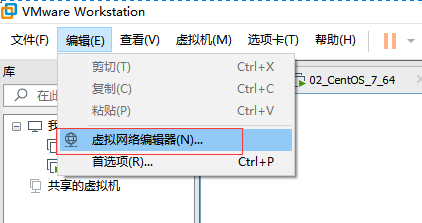 VMware Workstation
文件(F) 编辑(E) 查看(V) 虚拟机(M) 选项卡(T) 帮助(H)
库
剪切(T) Ctrl+X
02_CentOS_7_64
在此
复制(C) Ctrl+C
粘贴(P) Ctrl+V
虚拟网络编辑器(N)...
首选项(R)... Ctrl+P
共享的虚拟机